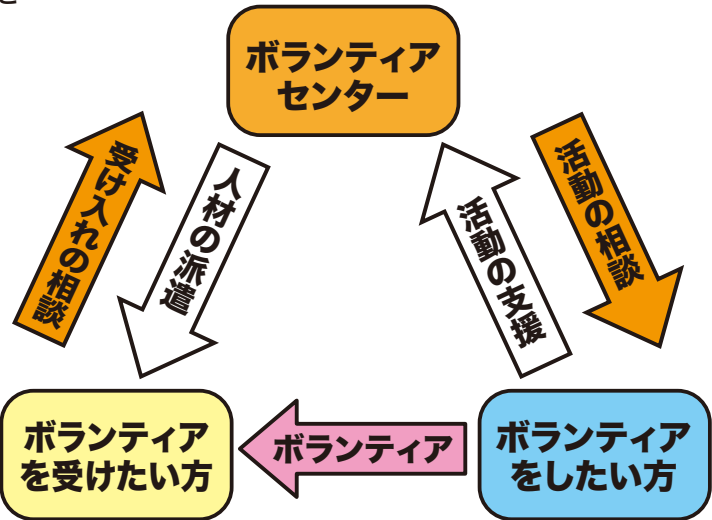 ボランティア
センター
受け入れの相談
人材の派遣
活動の支援
活動の相談
ボランティア
を受けたい方
ボランティア
ボランティア
をしたい方